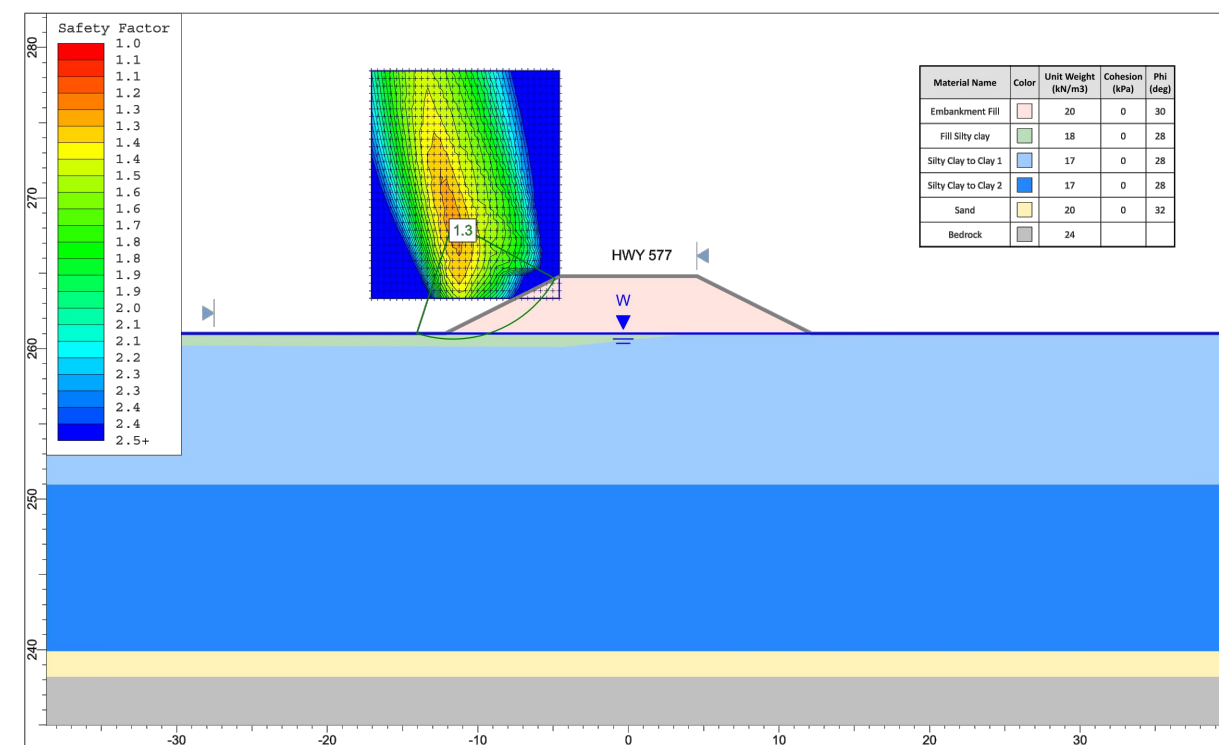 Safety Factor
1.0
1.1
1.1
1.2
1.3
1.3
1.4
1.4
1.5
1.6
1.6
1.7
1.8
1.8
1.9
1.9
2.0
2.1
2.1
2.2
2.3
2.3
2.4
2.4
2.5+
280
270
260
250
240
1.3
HWY 577
W
Material Name Color Unit Weight (kN/m3) Cohesion (kPa) Phi (deg)
Embankment Fill 20 0 30
Fill Silty clay 18 0 28
Silty Clay to Clay 1 17 0 28
Silty Clay to Clay 2 17 0 28
Sand 20 0 32
Bedrock 24
-30 -20 -10 0 10 20 30